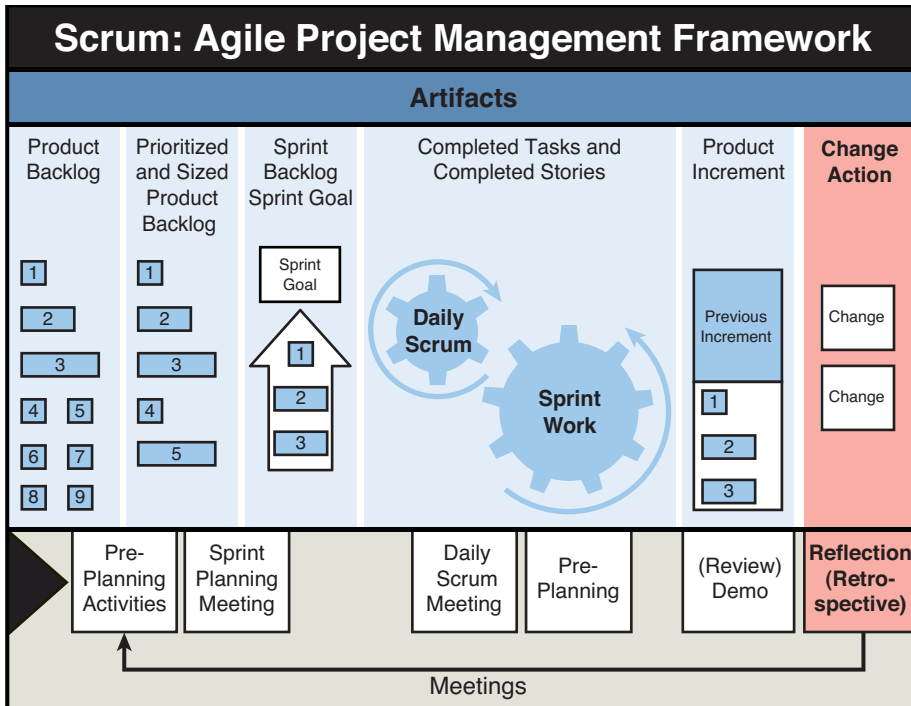 Scrum: Agile Project Management Framework
Artifacts
Product
Backlog
Prioritized
and Sized
Product
Backlog
Sprint
Backlog
Sprint Goal
Completed Tasks and
Completed Stories
Product
Increment
Change
Action
1
2
3
4 5
6 7
8 9
1
2
3
4
5
Sprint
Goal
1
2
3
Daily
Scrum
Sprint
Work
Previous
Increment
1
2
3
Change
Change
Pre-
Planning
Activities
Sprint
Planning
Meeting
Daily
Scrum
Meeting
Pre-
Planning
(Review)
Demo
Reflection
(Retro-
spective)
Meetings